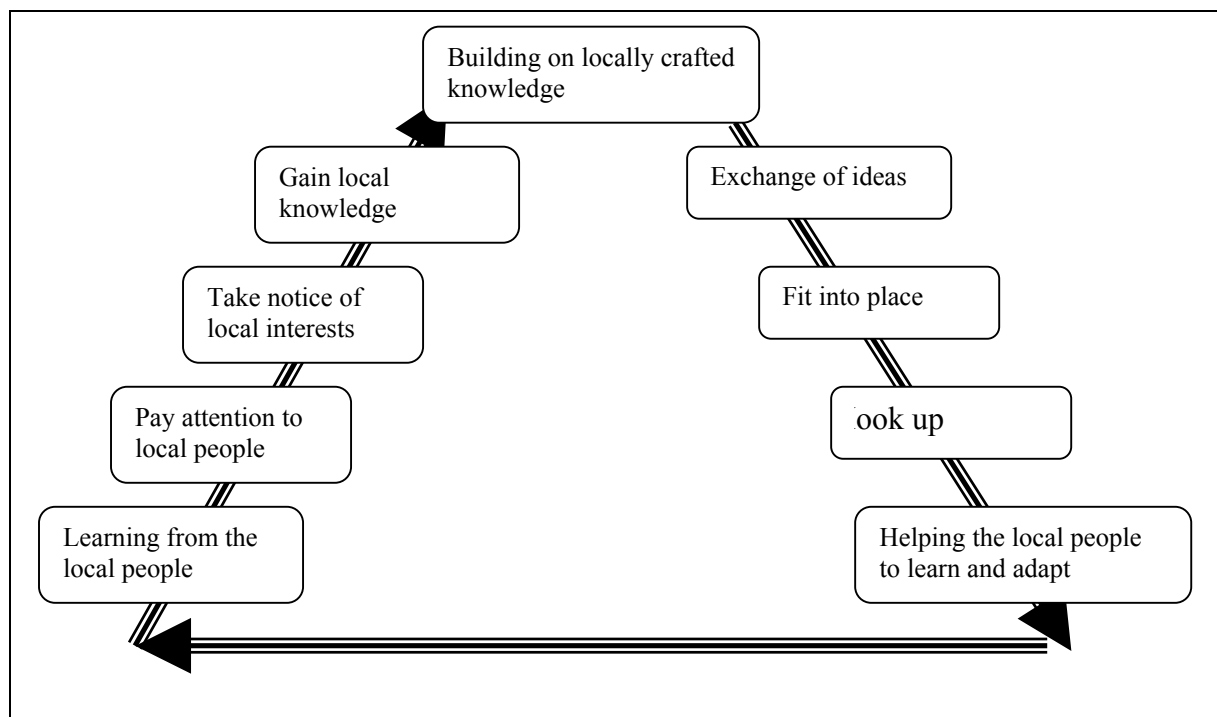 Building on locally crafted
knowledge
Gain local
knowledge
Exchange of ideas
Take notice of
local interests
Fit into place
Pay attention to
local people
ook up
Learning from the
local people
Helping the local people
to learn and adapt